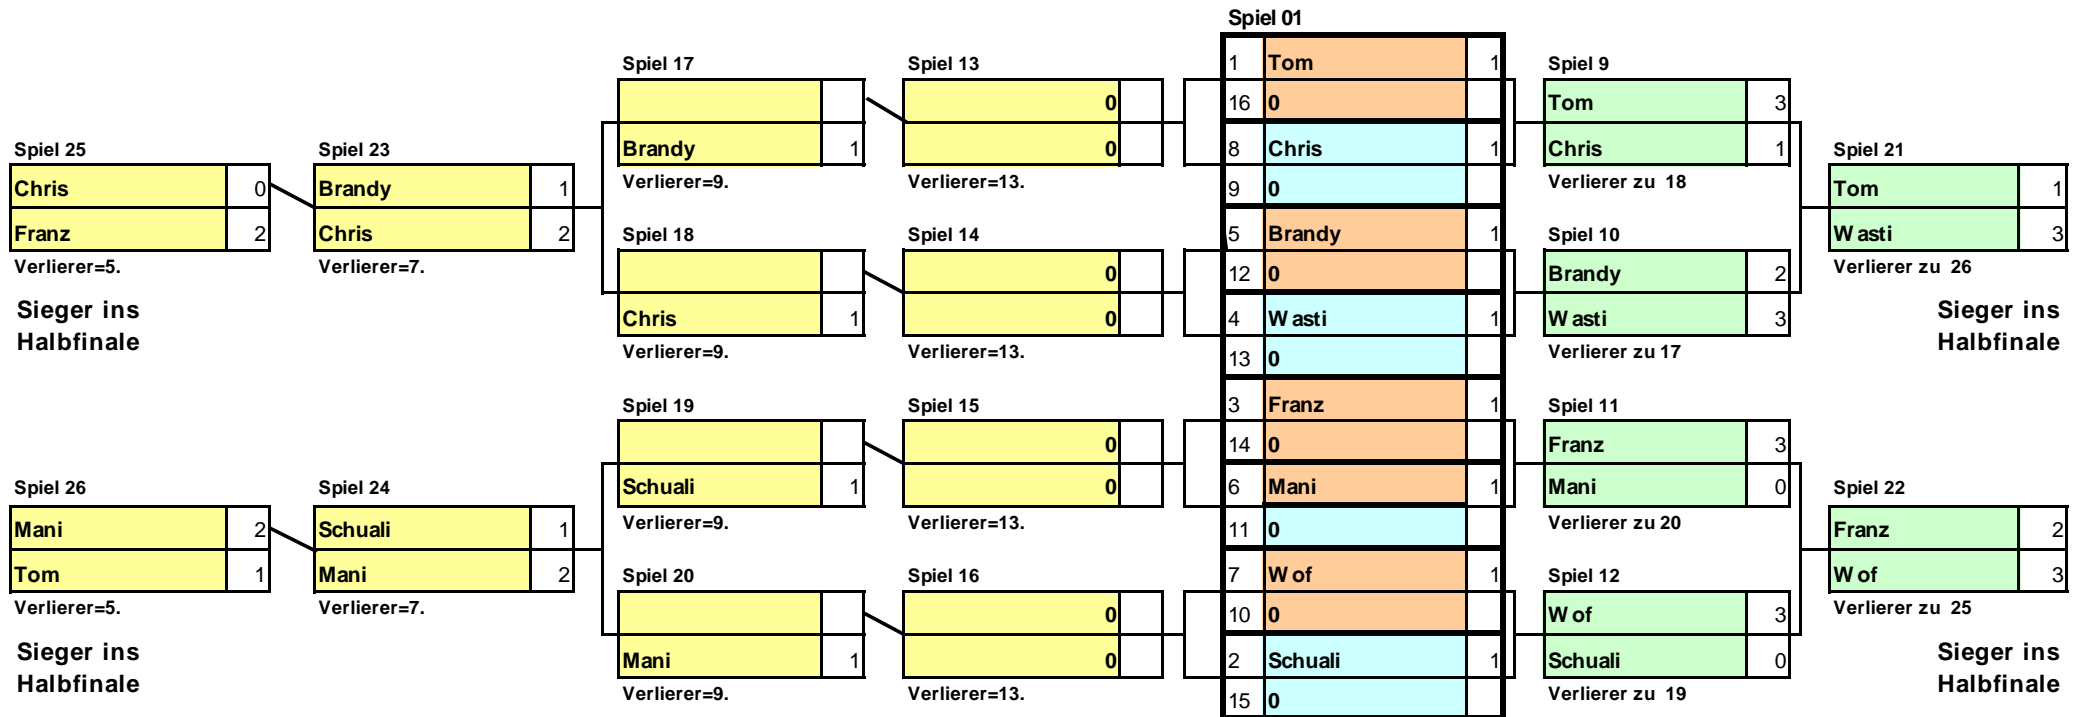 Spiel 01
Spiel 17 Spiel 13 1 Tom 1 Spiel 9
0 16 0 Tom 3
Spiel 25 Spiel 23 Brandy 1 0 8 Chris 1 Chris 1 Spiel 21
Chris 0 Brandy 1 Verlierer=9. Verlierer=13. 9 0 Verlierer zu 18 Tom 1
Franz 2 Chris 2 Spiel 18 Spiel 14 5 Brandy 1 Spiel 10 Wasti 3
Verlierer=5. Verlierer=7. 0 12 0 Brandy 2 Verlierer zu 26
Sieger ins Chris 1 0 4 Wasti 1 Wasti 3 Sieger ins
Halbfinale Verlierer=9. Verlierer=13. 13 0 Verlierer zu 17 Halbfinale
Spiel 19 Spiel 15 3 Franz 1 Spiel 11
0 14 0 Franz 3
Spiel 26 Spiel 24 Schuali 1 0 6 Mani 1 Mani 0 Spiel 22
Mani 2 Schuali 1 Verlierer=9. Verlierer=13. 11 0 Verlierer zu 20 Franz 2
Tom 1 Mani 2 Spiel 20 Spiel 16 7 Wof 1 Spiel 12 Wof 3
Verlierer=5. Verlierer=7. 0 10 0 Wof 3 Verlierer zu 25
Sieger ins Mani 1 0 2 Schuali 1 Schuali 0 Sieger ins
Halbfinale Verlierer=9. Verlierer=13. 15 0 Verlierer zu 19 Halbfinale